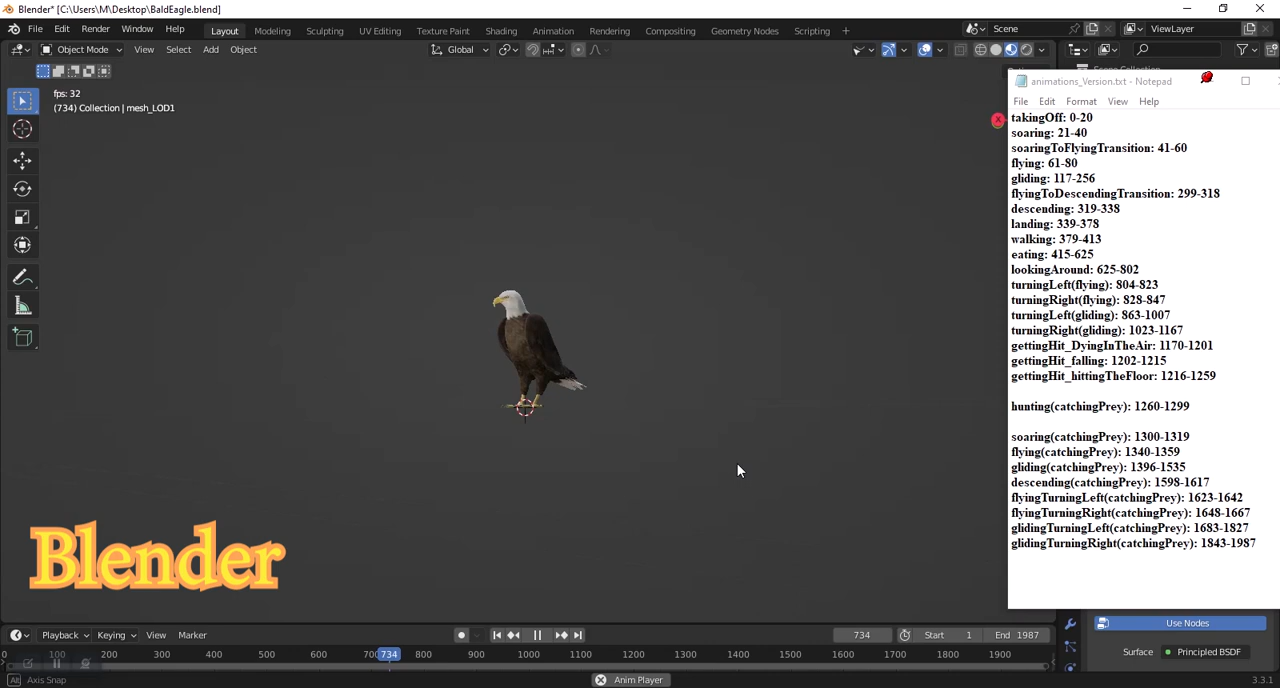 Blender* [C:\Users\M\Desktop\BaldEagle.blend]
File Edit Render Window Help Layout Modeling Sculpting UV Editing Texture Paint Shading Animation Rendering Compositing Geometry Nodes Scripting + Scene ViewLayer
Object Mode View Select Add Object Global
fps: 32
(734) Collection | mesh_LOD1
animations_Version.txt - Notepad
File Edit Format View Help
X
takingOff: 0-20
soaring: 21-40
soaringToFlyingTransition: 41-60
flying: 61-80
gliding: 117-256
flyingToDescendingTransition: 299-318
descending: 319-338
landing: 339-378
walking: 379-413
eating: 415-625
lookingAround: 625-802
turningLeft(flying): 804-823
turningRight(flying): 828-847
turningLeft(gliding): 863-1007
turningRight(gliding): 1023-1167
gettingHit_DyingInTheAir: 1170-1201
gettingHit_falling: 1202-1215
gettingHit_hittingTheFloor: 1216-1259
hunting(catchingPrey): 1260-1299
soaring(catchingPrey): 1300-1319
flying(catchingPrey): 1340-1359
gliding(catchingPrey): 1396-1535
descending(catchingPrey): 1598-1617
flyingTurningLeft(catchingPrey): 1623-1642
flyingTurningRight(catchingPrey): 1648-1667
glidingTurningLeft(catchingPrey): 1683-1827
glidingTurningRight(catchingPrey): 1843-1987
Blender
Use Nodes
Surface Principled BSDF
Playback Keying View Marker 734 Start 1 End 1987
0 100 200 300 400 500 600 734 800 900 1000 1100 1200 1300 1400 1500 1600 1700 1800 1900
Alt Axis Snap Anim Player 3.3.1